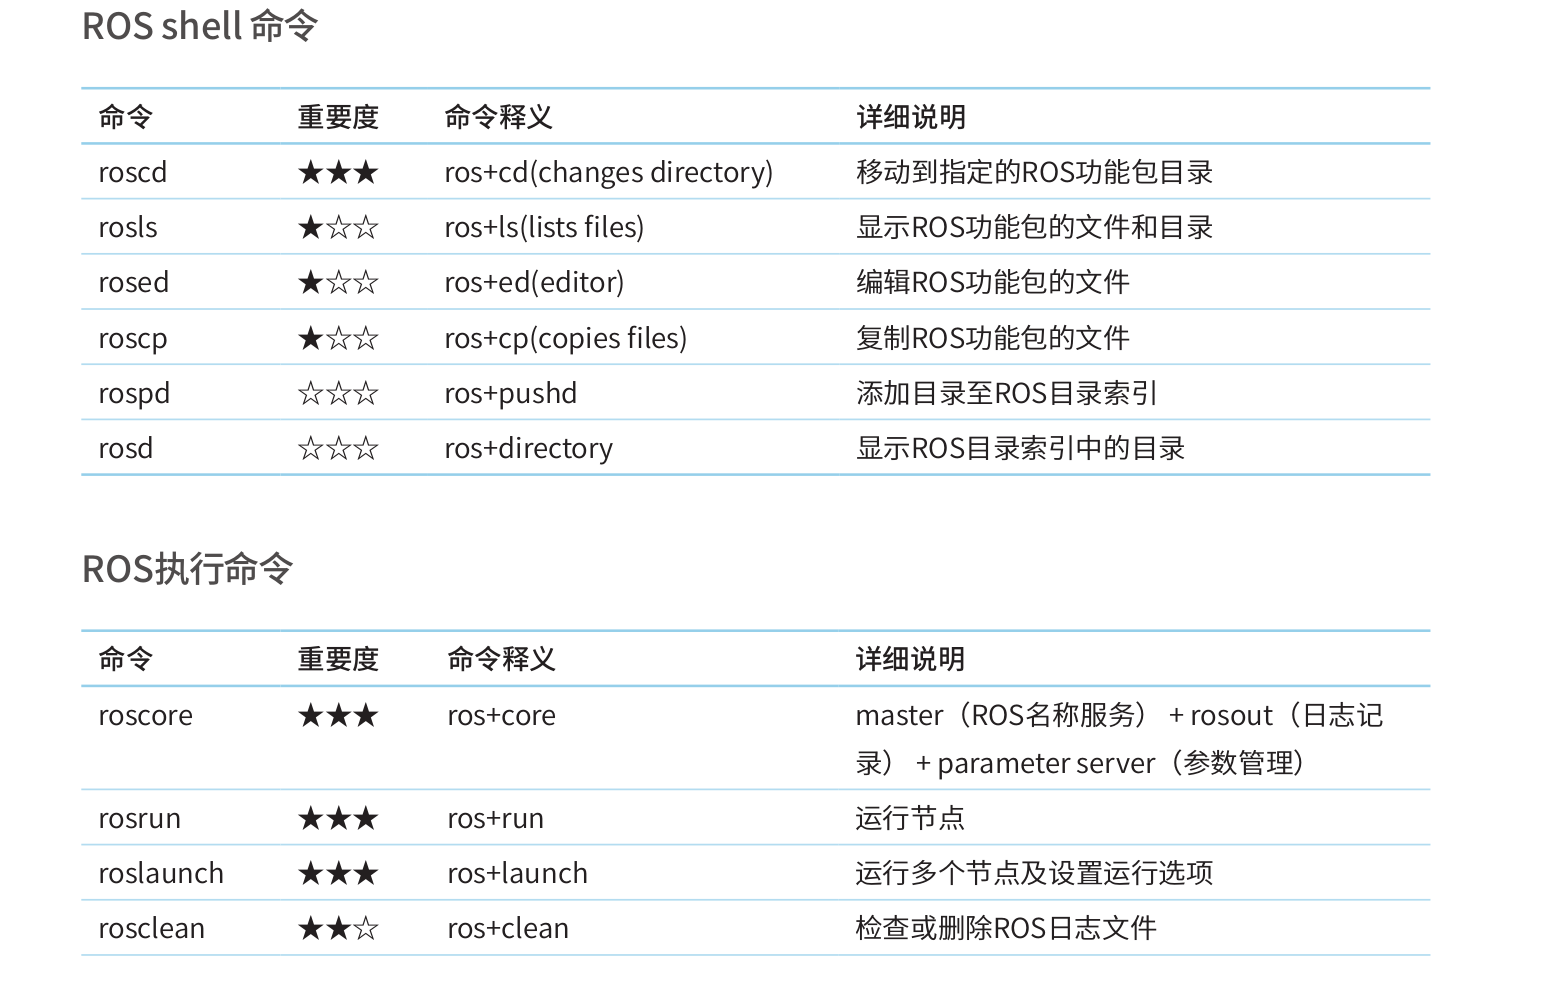 ROS shell 命令
命令 重要度 命令释义 详细说明
roscd ★★★ ros+cd(changes directory) 移动到指定的ROS功能包目录
rosls ★☆☆ ros+ls(lists files) 显示ROS功能包的文件和目录
rosed ★☆☆ ros+ed(editor) 编辑ROS功能包的文件
roscp ★☆☆ ros+cp(copies files) 复制ROS功能包的文件
rospd ☆☆☆ ros+pushd 添加目录至ROS目录索引
rosd ☆☆☆ ros+directory 显示ROS目录索引中的目录
ROS执行命令
命令 重要度 命令释义 详细说明
roscore ★★★ ros+core master（ROS名称服务） + rosout（日志记
录） + parameter server（参数管理）
rosrun ★★★ ros+run 运行节点
roslaunch ★★★ ros+launch 运行多个节点及设置运行选项
rosclean ★★☆ ros+clean 检查或删除ROS日志文件